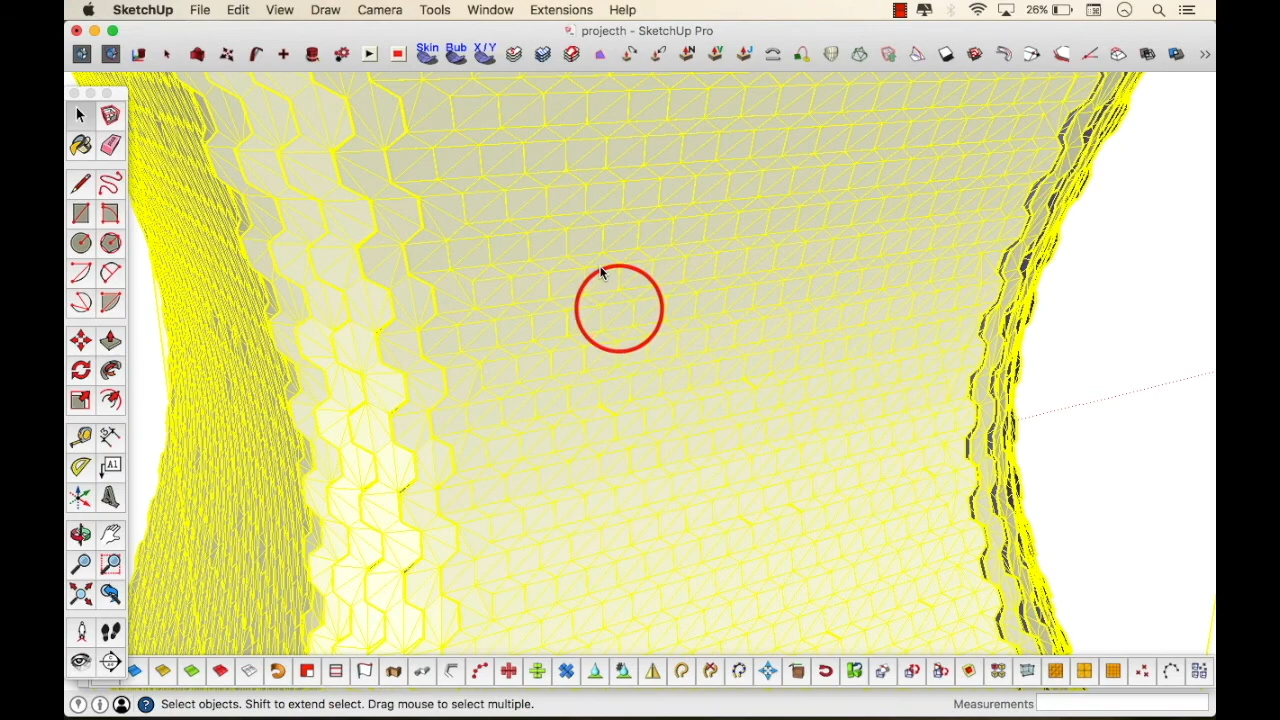 SketchUp File Edit View Draw Camera Tools Window Extensions Help 26%
projecth - SketchUp Pro
Skin Bub X/Y N V J
A1
Select objects. Shift to extend select. Drag mouse to select multiple. Measurements